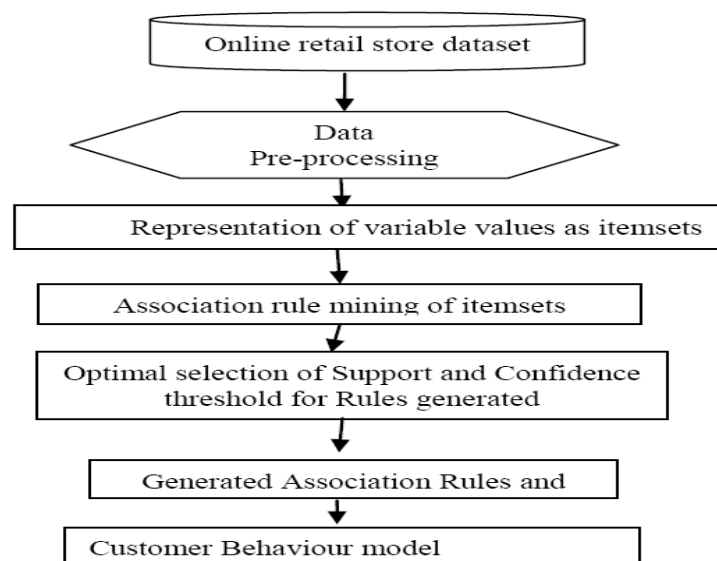 Online retail store dataset
Data
Pre-processing
Representation of variable values as itemsets
Association rule mining of itemsets
Optimal selection of Support and Confidence
threshold for Rules generated
Generated Association Rules and
Customer Behaviour model